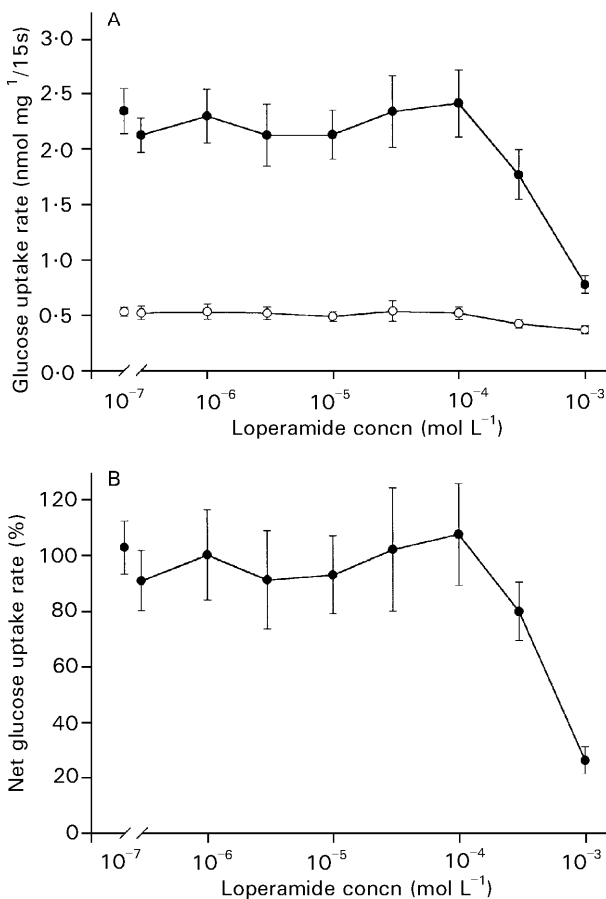 A
Glucose uptake rate (nmol mg⁻¹/15s)
3·0
2·5
2·0
1·5
1·0
0·5
0·0
10⁻⁷ 10⁻⁶ 10⁻⁵ 10⁻⁴ 10⁻³
Loperamide concn (mol L⁻¹)
B
Net glucose uptake rate (%)
120
100
80
60
40
20
0
10⁻⁷ 10⁻⁶ 10⁻⁵ 10⁻⁴ 10⁻³
Loperamide concn (mol L⁻¹)